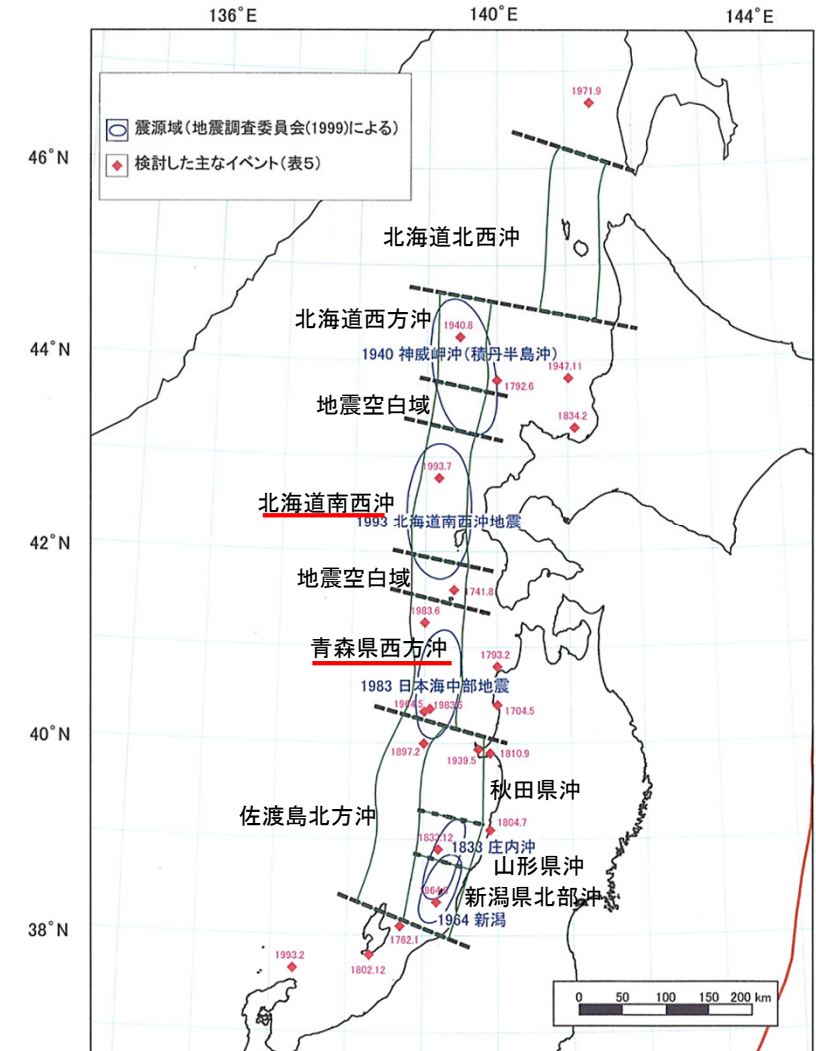 136°E
140°E
144°E
震源域(地震調査委員会(1999)による)
検討した主なイベント(表5)
1971.9
46°N
北海道北西沖
北海道西方沖
1940.8
44°N
1940 神威岬沖(積丹半島沖)
1947.11
1792.6
地震空白域
1834.2
1993.7
北海道南西沖
1993 北海道南西沖地震
42°N
地震空白域
1741.8
1983.6
青森県西方沖
1793.2
1983 日本海中部地震
1964.5
1983.5
1704.5
40°N
1897.2
1939.5
1810.9
秋田県沖
佐渡島北方沖
1804.7
1833.12
1833 庄内沖
山形県沖
新潟県北部沖
1964 新潟
38°N
1762.1
1993.2
1802.12
0 50 100 150 200 km